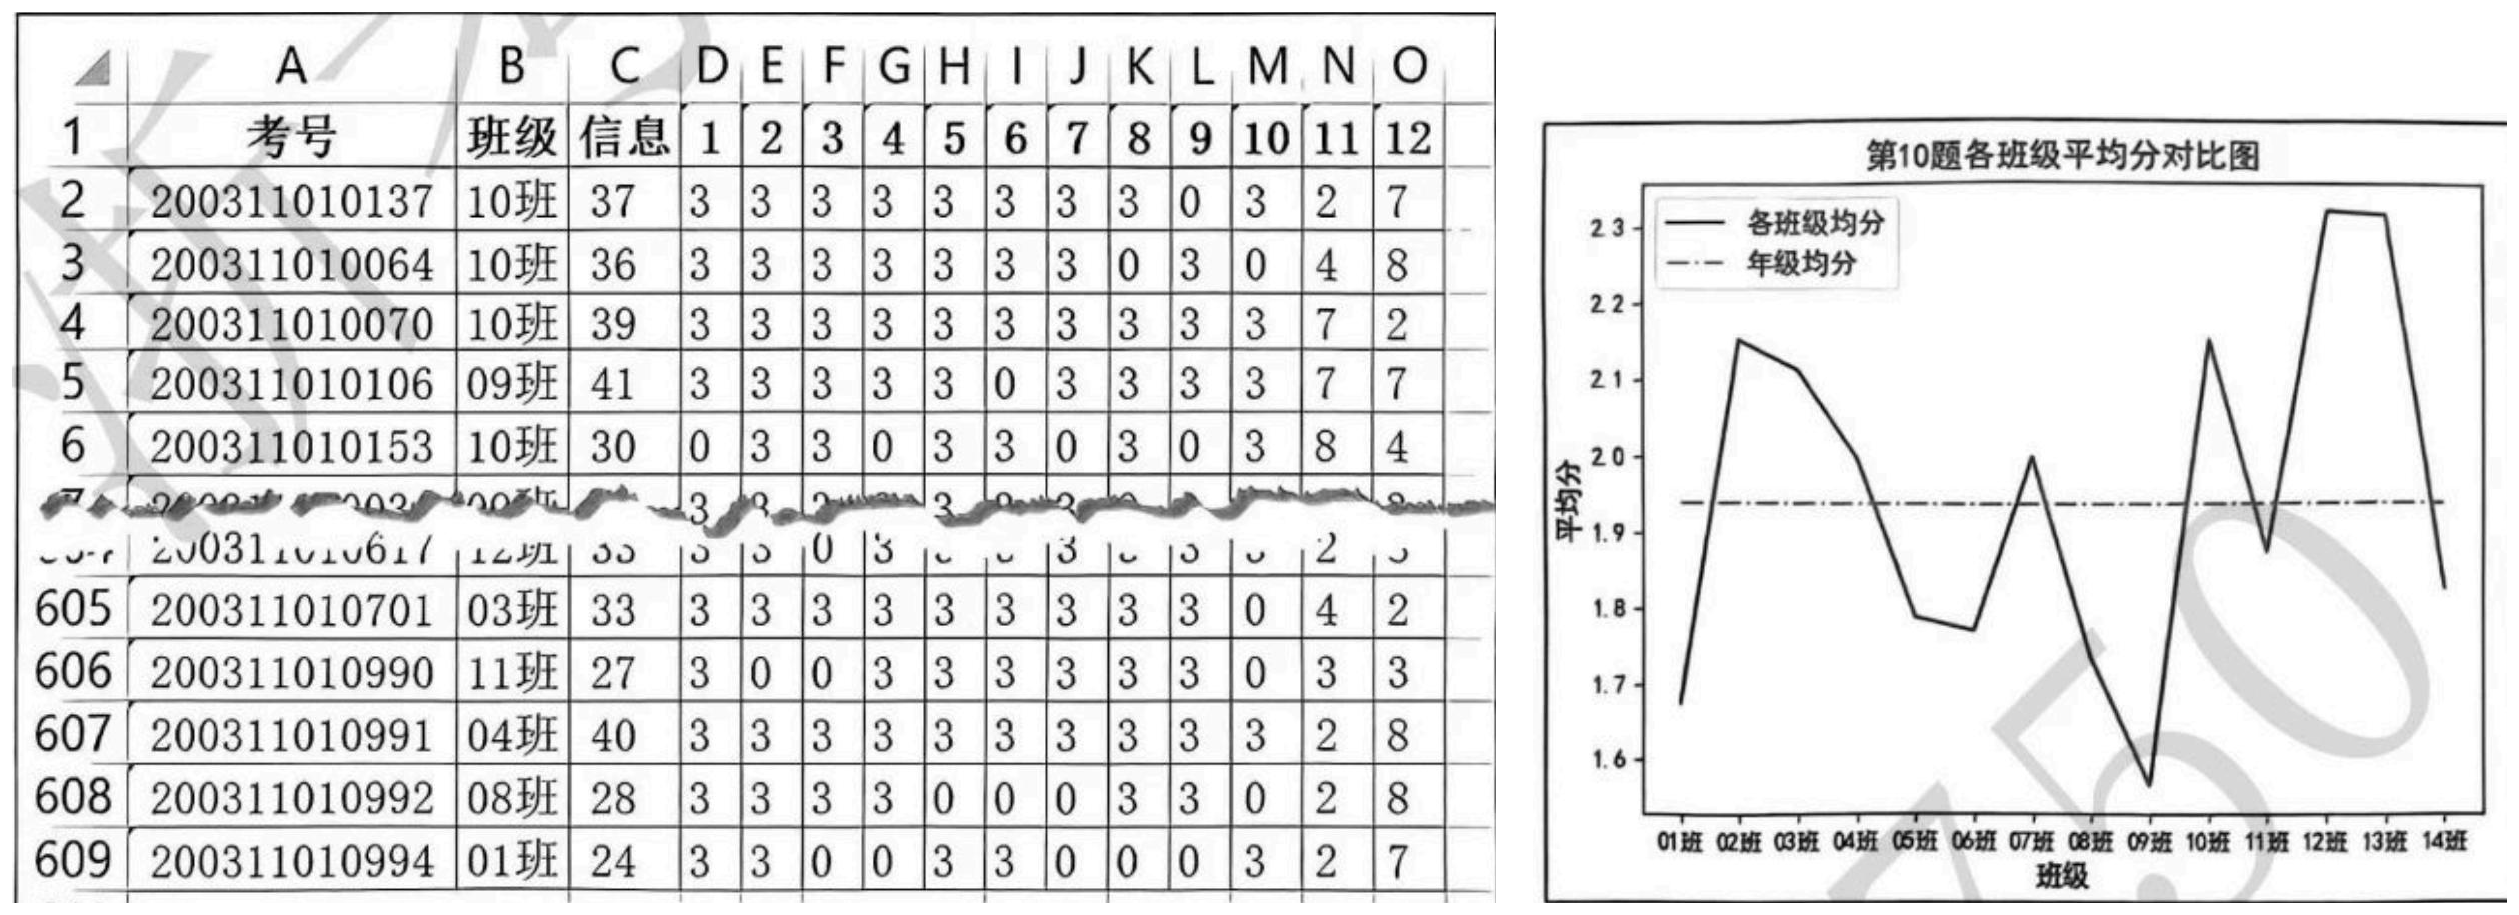 A B C D E F G H I J K L M N O
1 考号 班级 信息 1 2 3 4 5 6 7 8 9 10 11 12
2 200311010137 10班 37 3 3 3 3 3 3 3 3 0 3 2 7
3 200311010064 10班 36 3 3 3 3 3 3 3 0 3 0 4 8
4 200311010070 10班 39 3 3 3 3 3 3 3 3 3 3 7 2
5 200311010106 09班 41 3 3 3 3 3 0 3 3 3 3 7 7
6 200311010153 10班 30 0 3 3 0 3 3 0 3 0 3 8 4
200311010617 12班 33 3 3 0 3 3 3 2
605 200311010701 03班 33 3 3 3 3 3 3 3 3 3 0 4 2
606 200311010990 11班 27 3 0 0 3 3 3 3 3 3 0 3 3
607 200311010991 04班 40 3 3 3 3 3 3 3 3 3 3 2 8
608 200311010992 08班 28 3 3 3 3 0 0 0 3 3 0 2 8
609 200311010994 01班 24 3 3 0 0 3 3 0 0 0 3 2 7
第10题各班级平均分对比图
各班级均分
年级均分
2 3
2 2
2 1
2 0
1.9
1.8
1.7
1.6
平均分
01班 02班 03班 04班 05班 06班 07班 08班 09班 10班 11班 12班 13班 14班
班级